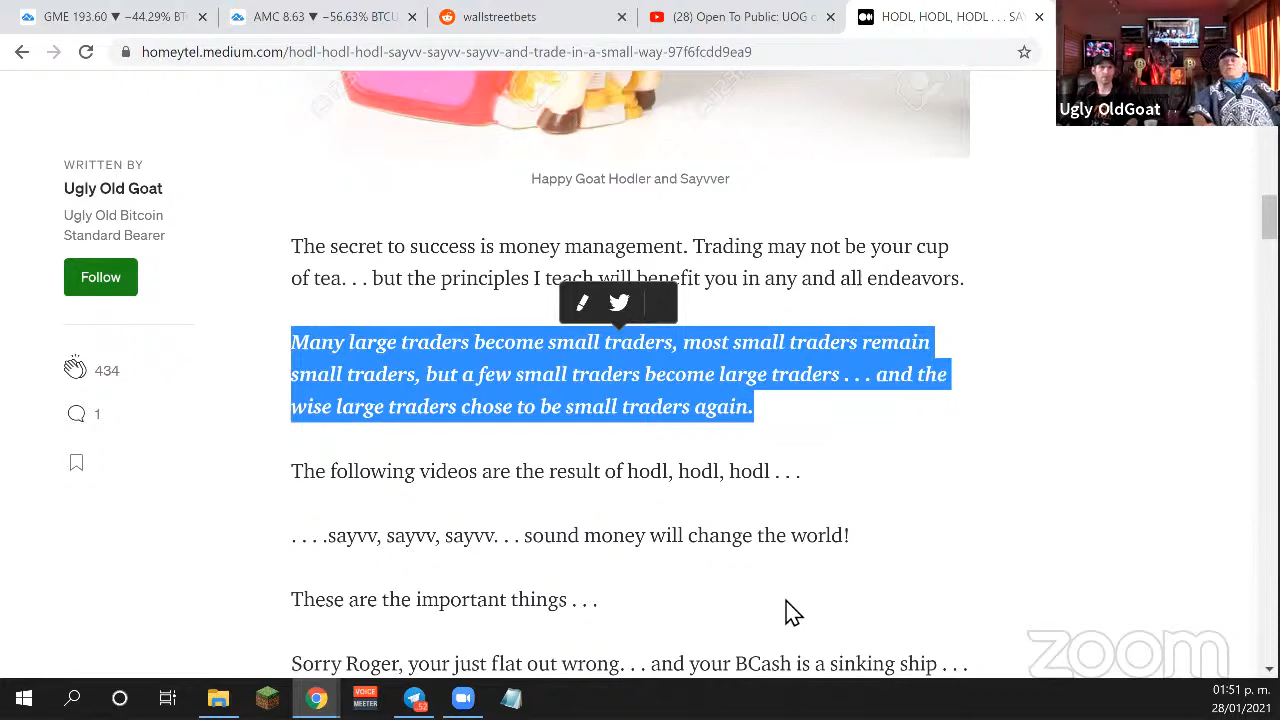 GME 193.60 ▼ −44.21% BT
AMC 8.63 ▼ −56.63% BTCU
wallstreetbets
(28) Open To Public: UOG o
HODL, HODL, HODL . . . SA
homeytel.medium.com/hodl-hodl-hodl-sayvv-sayvv-sayvv-and-trade-in-a-small-way-97f6fcdd9ea9
Ugly OldGoat
Happy Goat Hodler and Sayvver
WRITTEN BY
Ugly Old Goat
Ugly Old Bitcoin
Standard Bearer
Follow
434
1
The secret to success is money management. Trading may not be your cup
of tea. . . but the principles I teach will benefit you in any and all endeavors.
Many large traders become small traders, most small traders remain
small traders, but a few small traders become large traders . . . and the
wise large traders chose to be small traders again.
The following videos are the result of hodl, hodl, hodl . . .
. . . .sayvv, sayvv, sayvv. . . sound money will change the world!
These are the important things . . .
Sorry Roger, your just flat out wrong. . . and your BCash is a sinking ship . . .
zoom
VOICE
MEETER
52
01:51 p. m.
28/01/2021